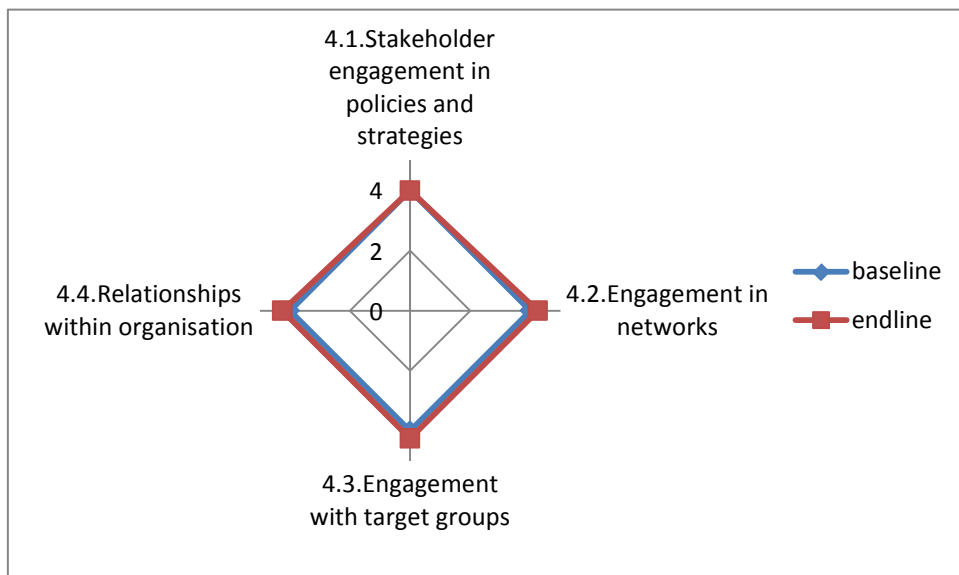 4.1.Stakeholder
engagement in
policies and
strategies
4
2
0
4.4.Relationships
within organisation
4.2.Engagement in
networks
4.3.Engagement
with target groups
baseline
endline